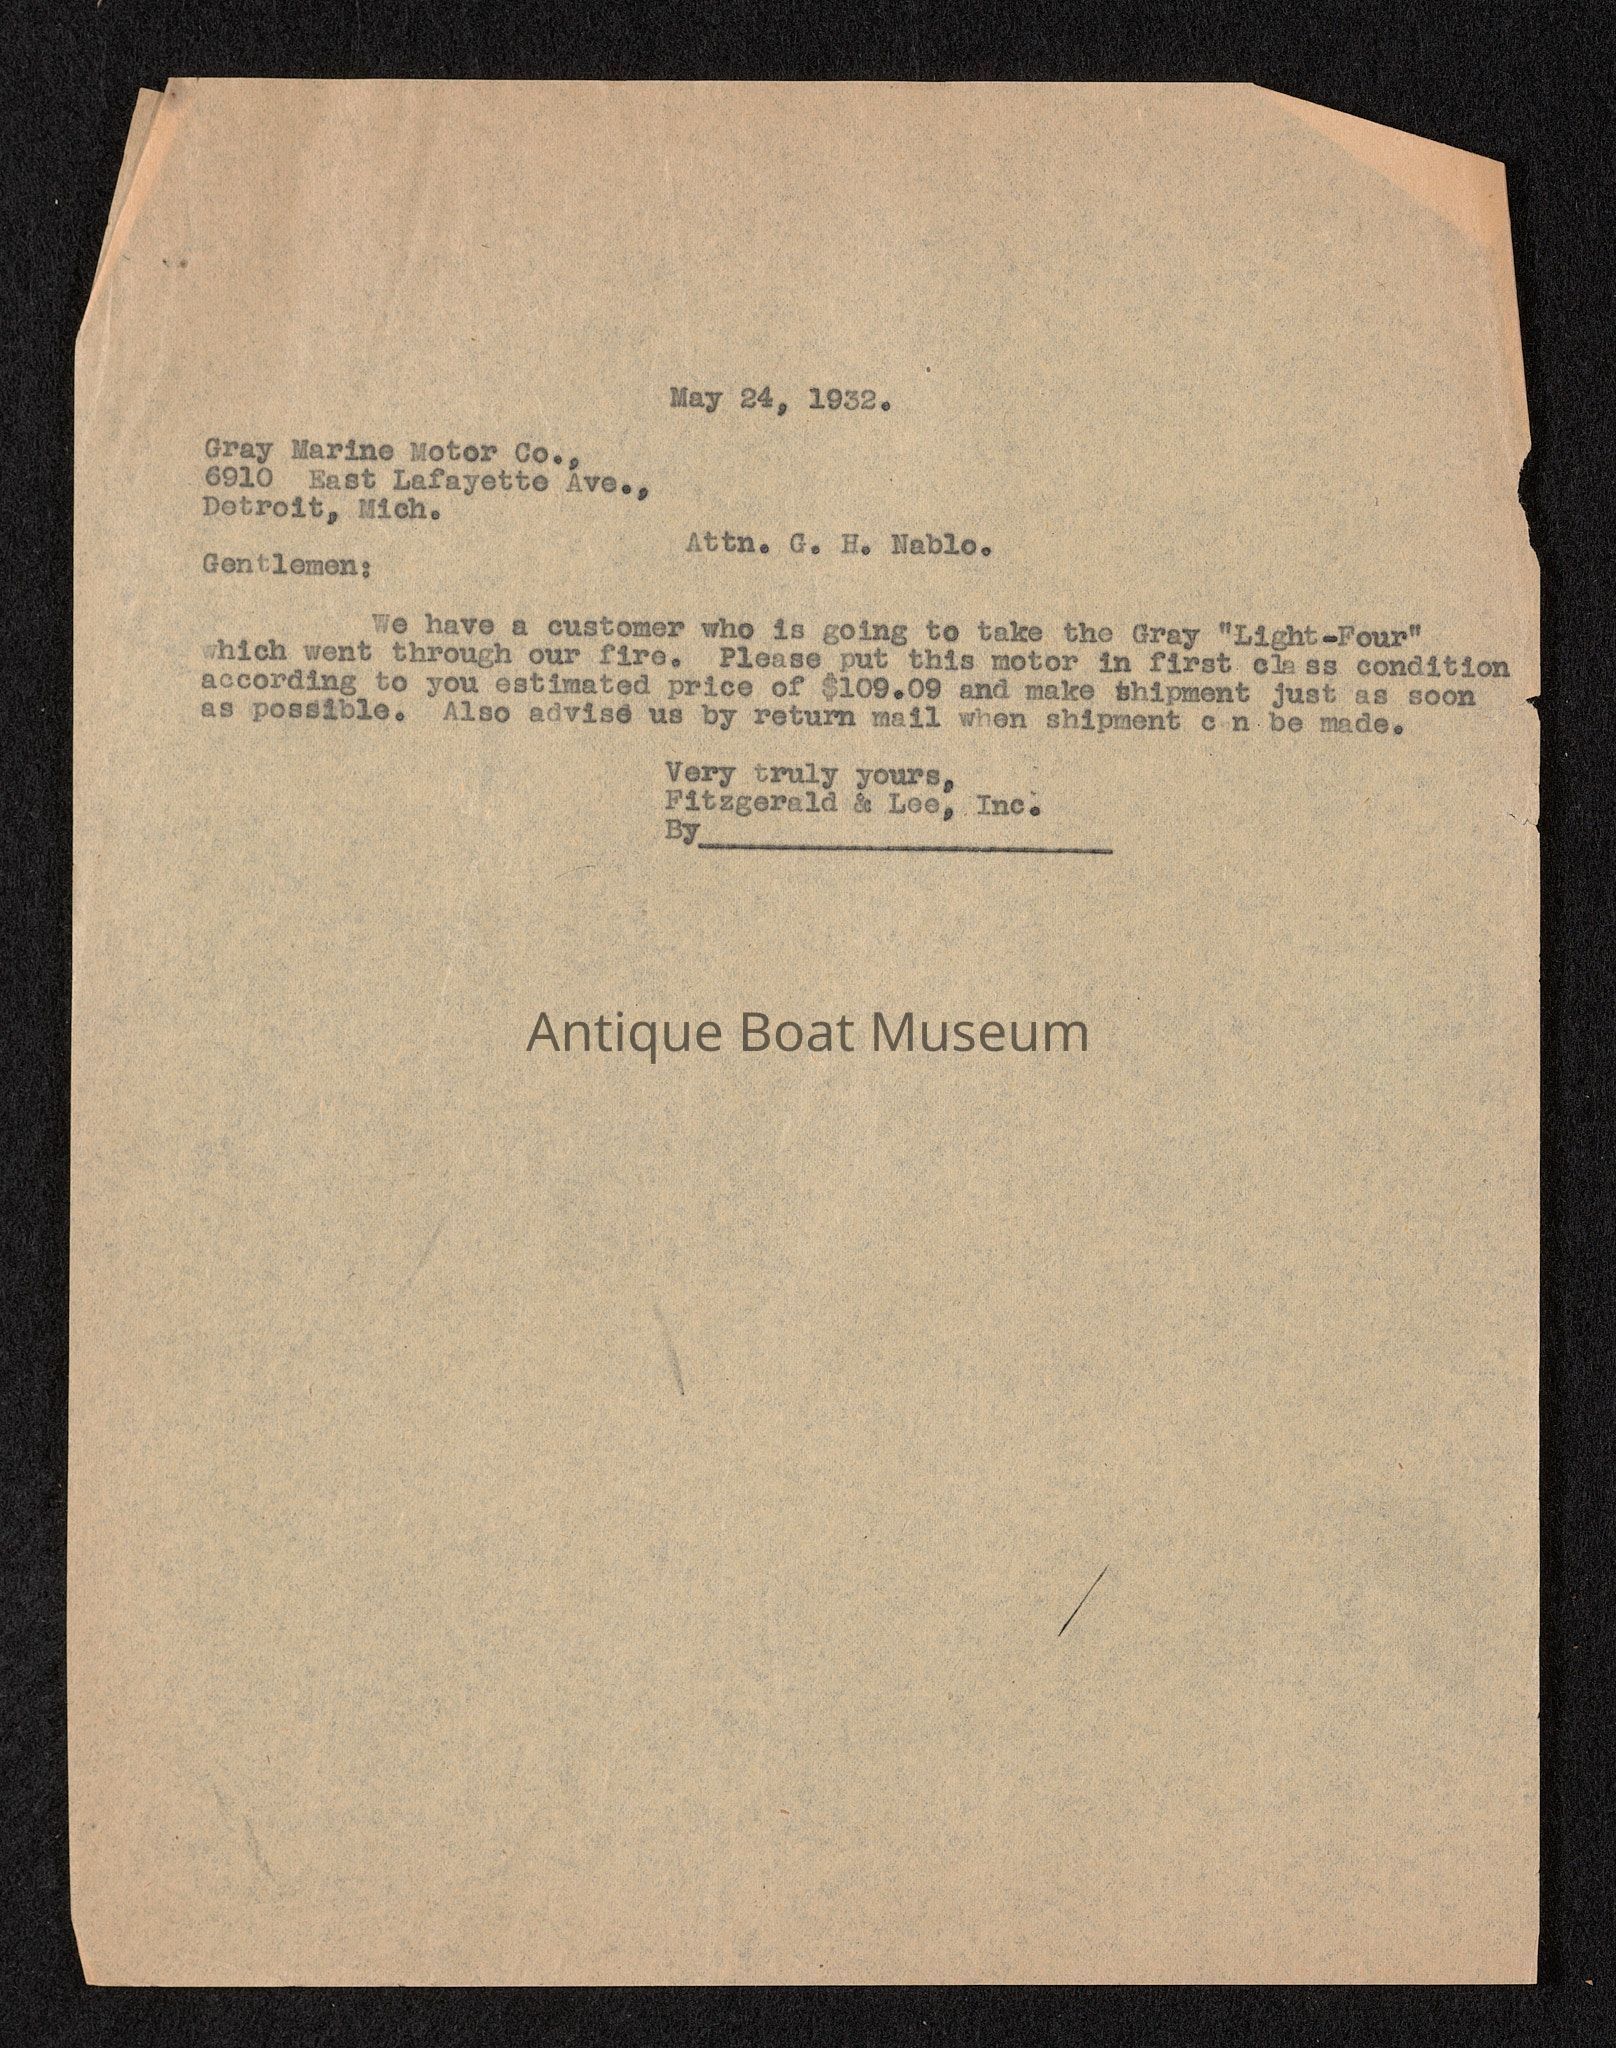 May 24, 1932.
Gray Marine Motor Co.,
6910 East Lafayette Ave.,
Detroit, Mich.
Attn. G. H. Nablo.
Gentlemen:
We have a customer who is going to take the Gray "Light-Four"
which went through our fire. Please put this motor in first cla ss condition
according to you estimated price of $109.09 and make shipment just as soon
as possible. Also advise us by return mail when shipment c n be made.
Very truly yours,
Fitzgerald & Lee, Inc.
By
Antique Boat Museum